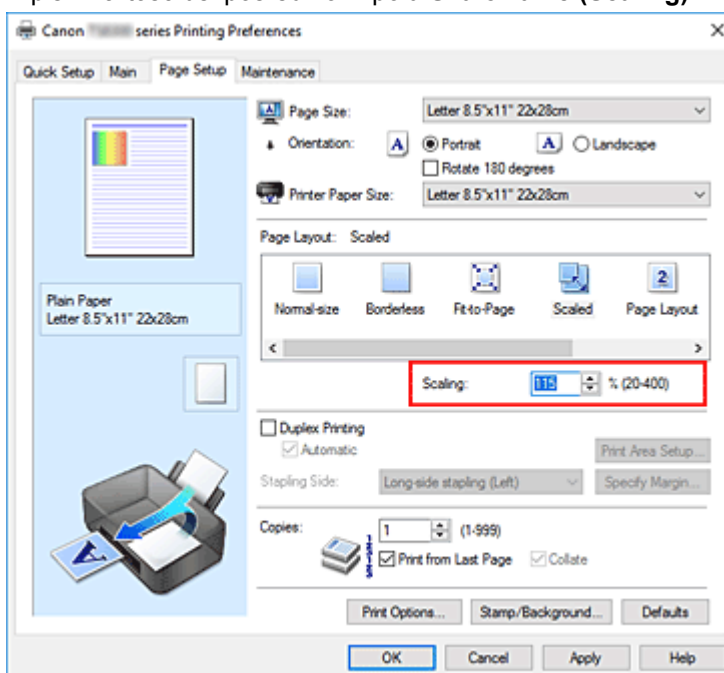 Canon series Printing Preferences
Quick Setup Main Page Setup Maintenance
Page Size: Letter 8.5"x11" 22x28cm
Orientation: A Portrait A Landscape
Rotate 180 degrees
Printer Paper Size: Letter 8.5"x11" 22x28cm
Page Layout: Scaled
Normal-size Borderless Fit-to-Page Scaled Page Layout
Plain Paper
Letter 8.5"x11" 22x28cm
Scaling: 115 % (20-400)
Duplex Printing
Automatic
Print Area Setup...
Stapling Side: Long-side stapling (Left) Specify Margin...
Copies: 1 (1-999)
Print from Last Page Collate
Print Options... Stamp/Background... Defaults
OK Cancel Apply Help